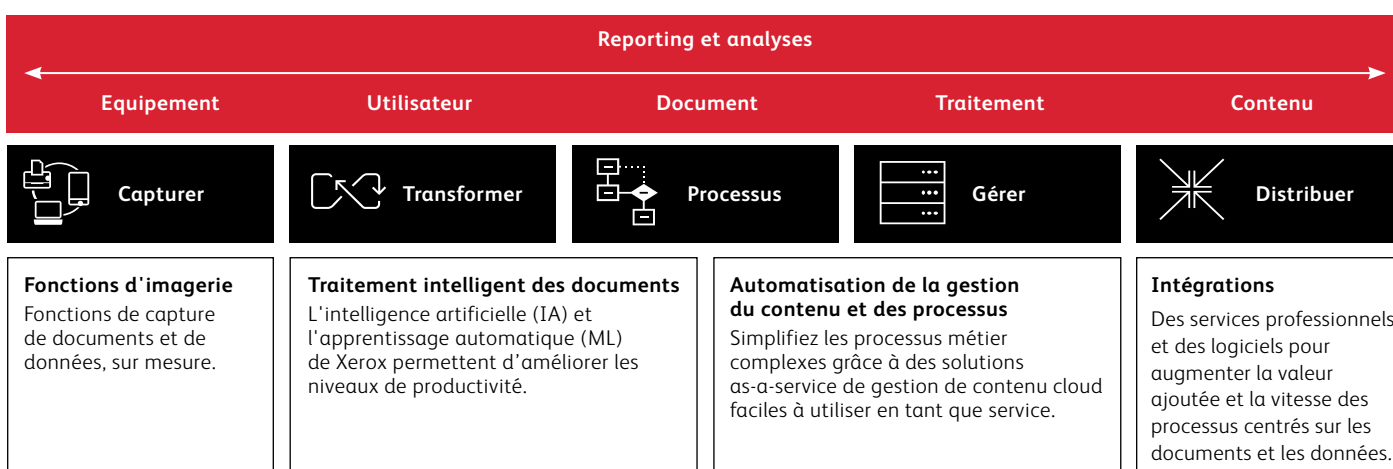 Reporting et analyses
Equipement Utilisateur Document Traitement Contenu
Capturer Transformer Processus Gérer Distribuer
Fonctions d'imagerie
Fonctions de capture
de documents et de
données, sur mesure.
Traitement intelligent des documents
L'intelligence artificielle (IA) et
l'apprentissage automatique (ML)
de Xerox permettent d’améliorer les
niveaux de productivité.
Automatisation de la gestion
du contenu et des processus
Simplifiez les processus métier
complexes grâce à des solutions
as-a-service de gestion de contenu cloud
faciles à utiliser en tant que service.
Intégrations
Des services professionnels
et des logiciels pour
augmenter la valeur
ajoutée et la vitesse des
processus centrés sur les
documents et les données.